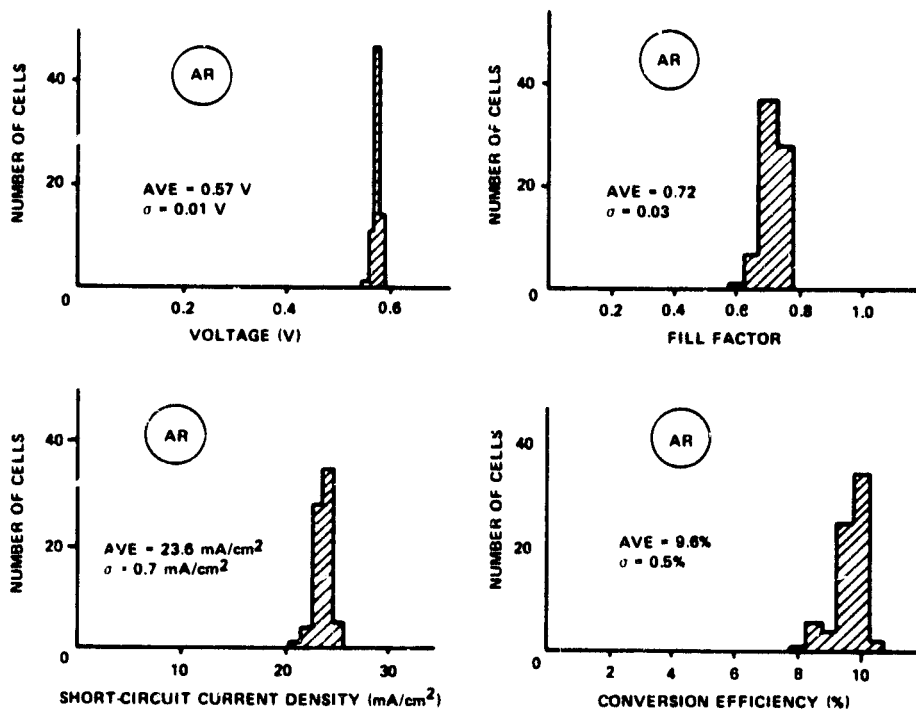 NUMBER OF CELLS
40
20
0
AR
AVE = 0.57 V
σ = 0.01 V
0.2
0.4
0.6
VOLTAGE (V)
NUMBER OF CELLS
40
20
0
AR
AVE = 0.72
σ = 0.03
0.2
0.4
0.6
0.8
1.0
FILL FACTOR
NUMBER OF CELLS
40
20
0
AR
AVE = 23.6 mA/cm²
σ = 0.7 mA/cm²
10
20
30
SHORT-CIRCUIT CURRENT DENSITY (mA/cm²)
NUMBER OF CELLS
40
20
0
AR
AVE = 9.6%
σ = 0.5%
2
4
6
8
10
CONVERSION EFFICIENCY (%)